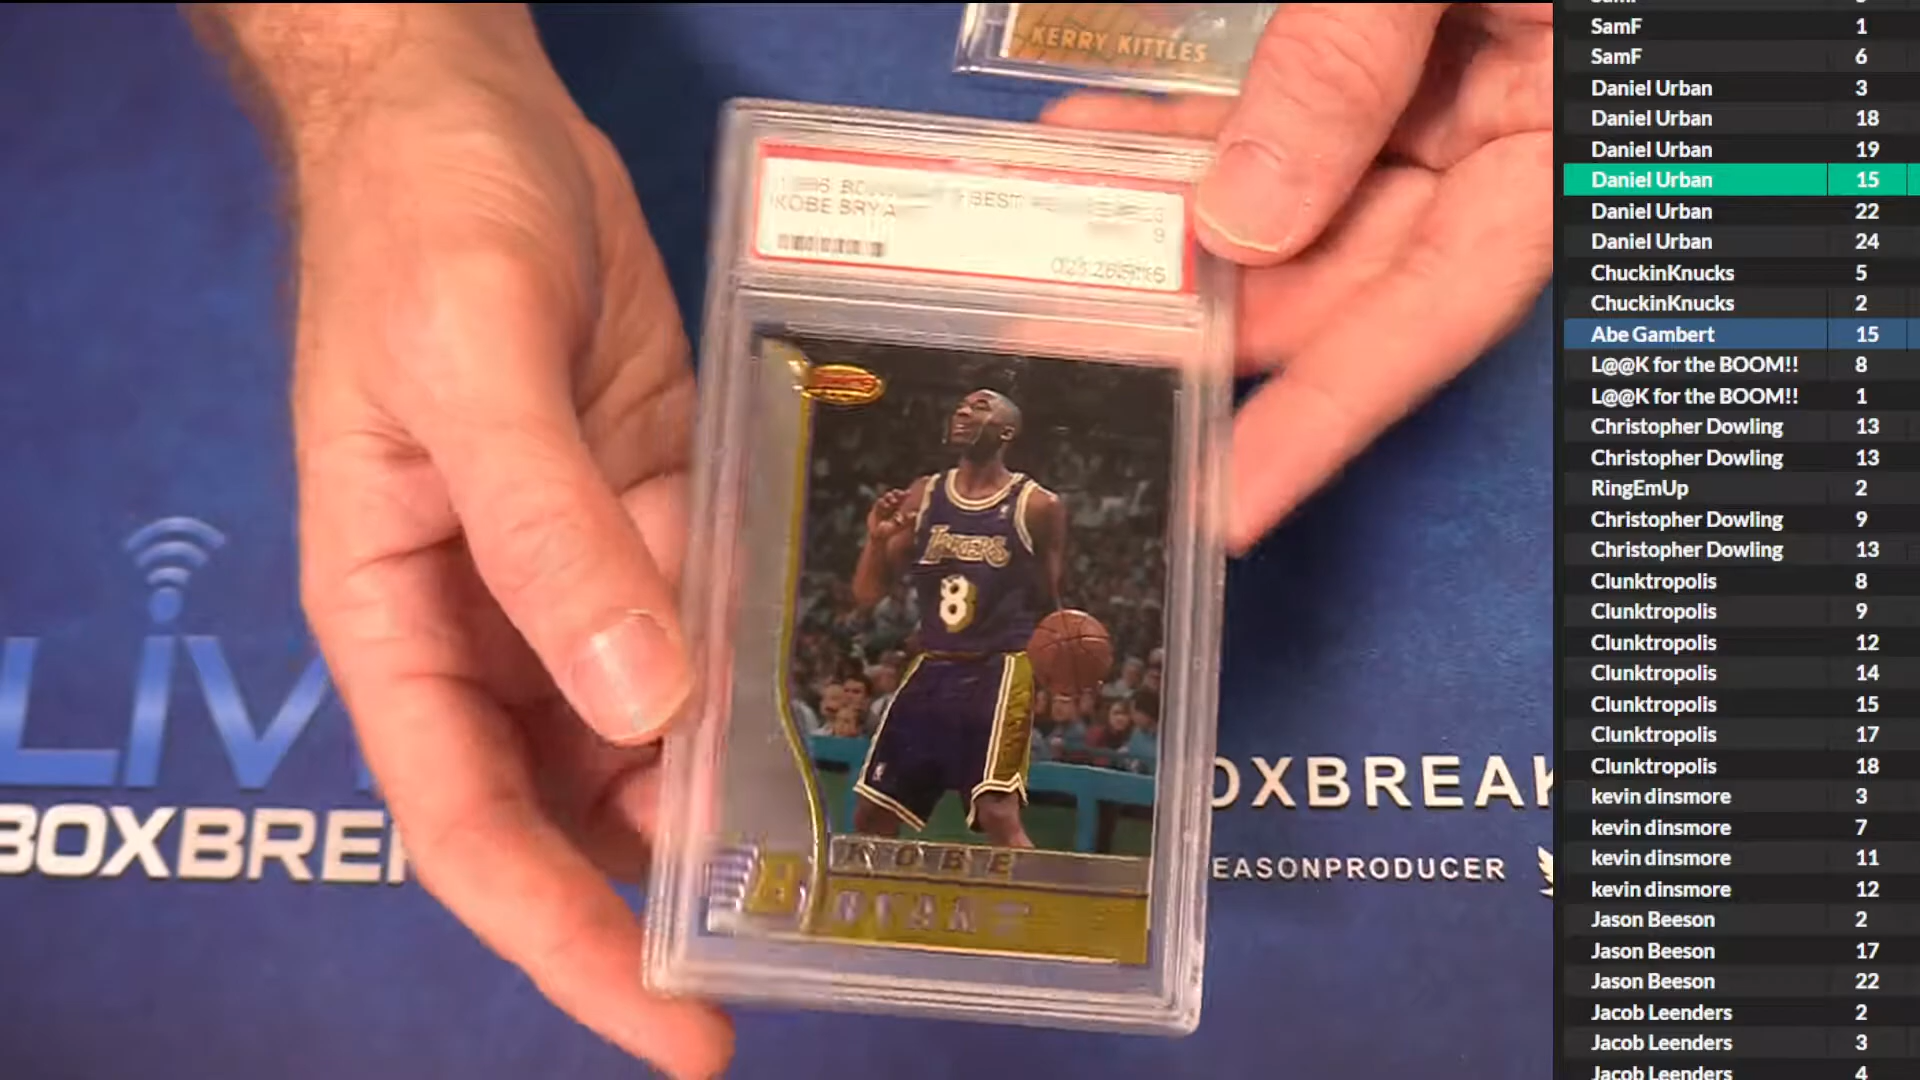 KERRY KITTLES
KOBE BRYA
BEST
9
LAKERS
8
KOBE
BRYANT
LIV
BOXBRE
OXBREAK
EASONPRODUCER
SamF 1
SamF 6
Daniel Urban 3
Daniel Urban 18
Daniel Urban 19
Daniel Urban 15
Daniel Urban 22
Daniel Urban 24
ChuckinKnucks 5
ChuckinKnucks 2
Abe Gambert 15
L@@K for the BOOM!! 8
L@@K for the BOOM!! 1
Christopher Dowling 13
Christopher Dowling 13
RingEmUp 2
Christopher Dowling 9
Christopher Dowling 13
Clunktropolis 8
Clunktropolis 9
Clunktropolis 12
Clunktropolis 14
Clunktropolis 15
Clunktropolis 17
Clunktropolis 18
kevin dinsmore 3
kevin dinsmore 7
kevin dinsmore 11
kevin dinsmore 12
Jason Beeson 2
Jason Beeson 17
Jason Beeson 22
Jacob Leenders 2
Jacob Leenders 3
Jacob Leenders 4